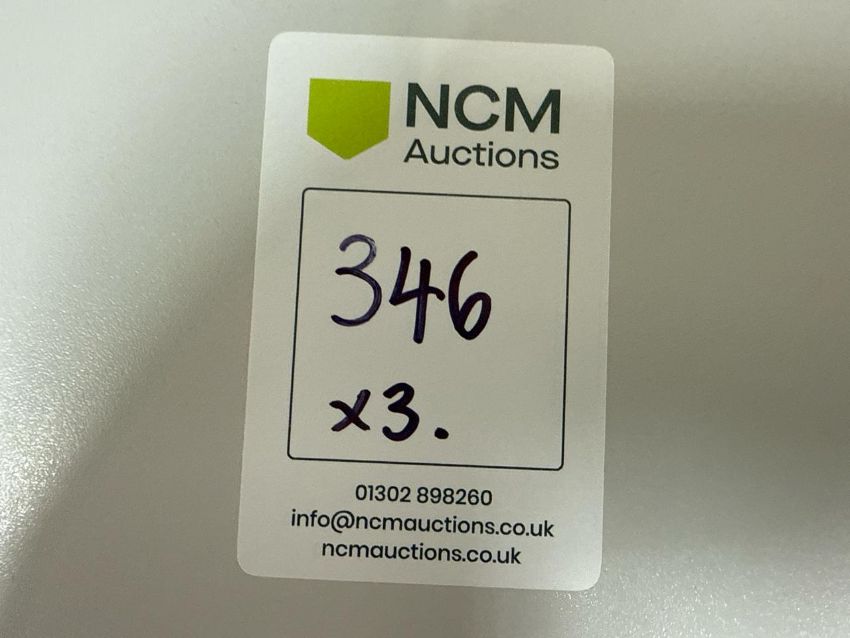 NCM
Auctions
346
x3.
01302 898260
info@ncmauctions.co.uk
ncmauctions.co.uk